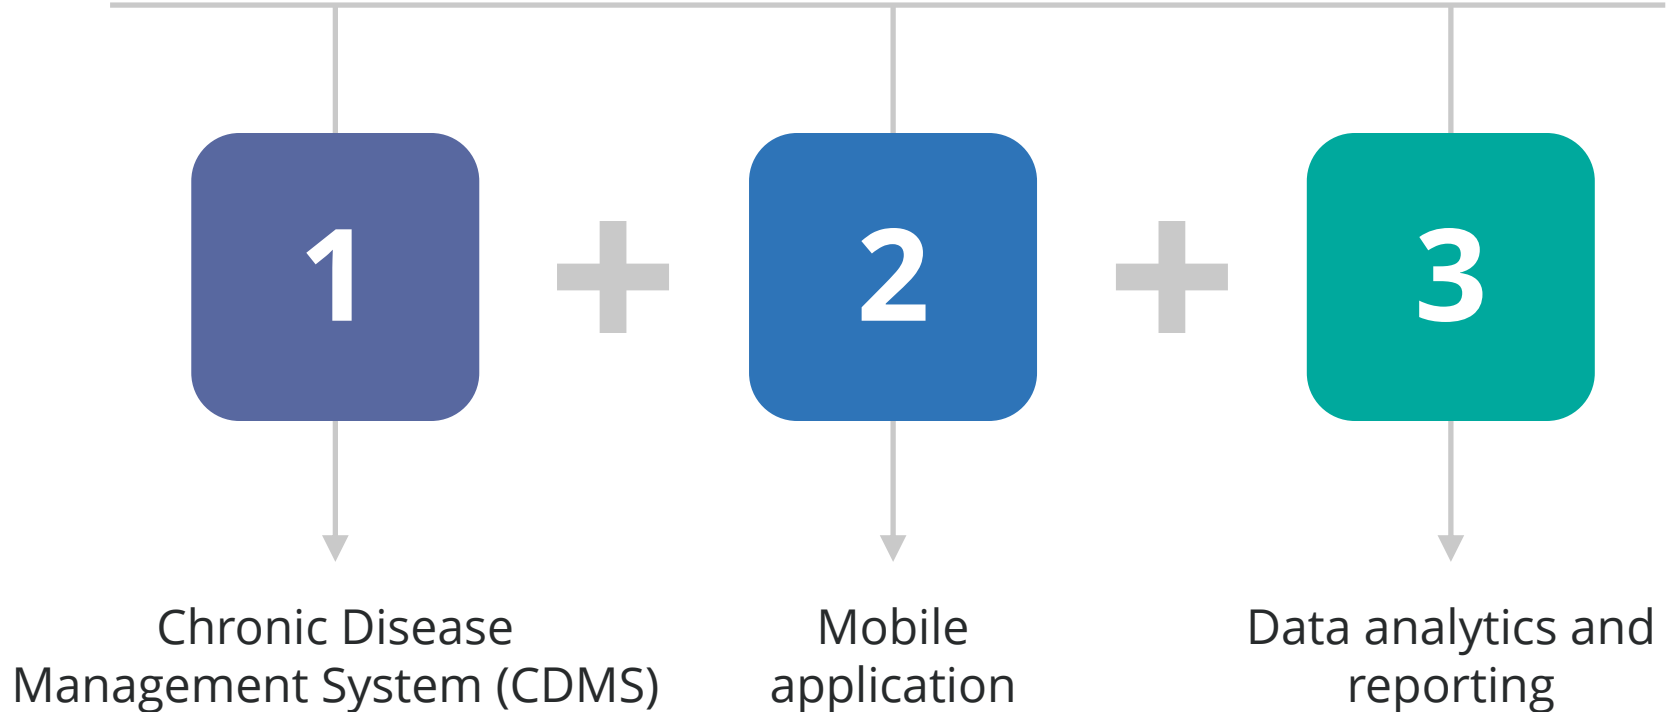 1
2
3
Chronic Disease
Management System (CDMS)
Mobile
application
Data analytics and
reporting